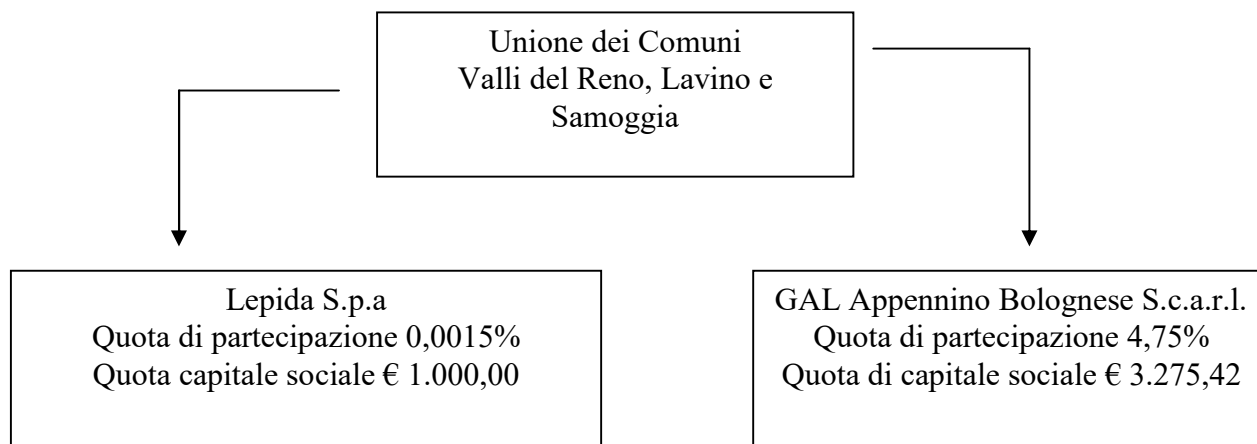 Unione dei Comuni
Valli del Reno, Lavino e
Samoggia
Lepida S.p.a
Quota di partecipazione 0,0015%
Quota capitale sociale € 1.000,00
GAL Appennino Bolognese S.c.a.r.l.
Quota di partecipazione 4,75%
Quota di capitale sociale € 3.275,42